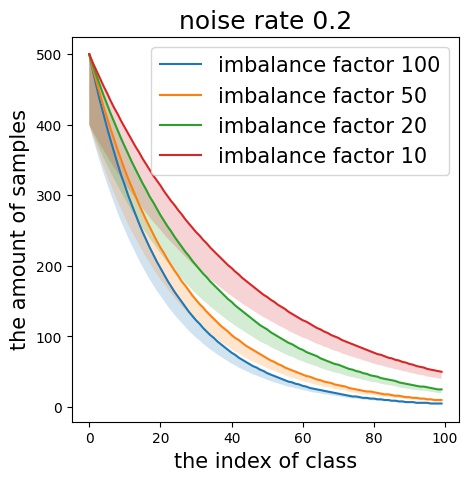 noise rate 0.2
imbalance factor 100
imbalance factor 50
imbalance factor 20
imbalance factor 10
the amount of samples
500
400
300
200
100
0
0 20 40 60 80 100
the index of class